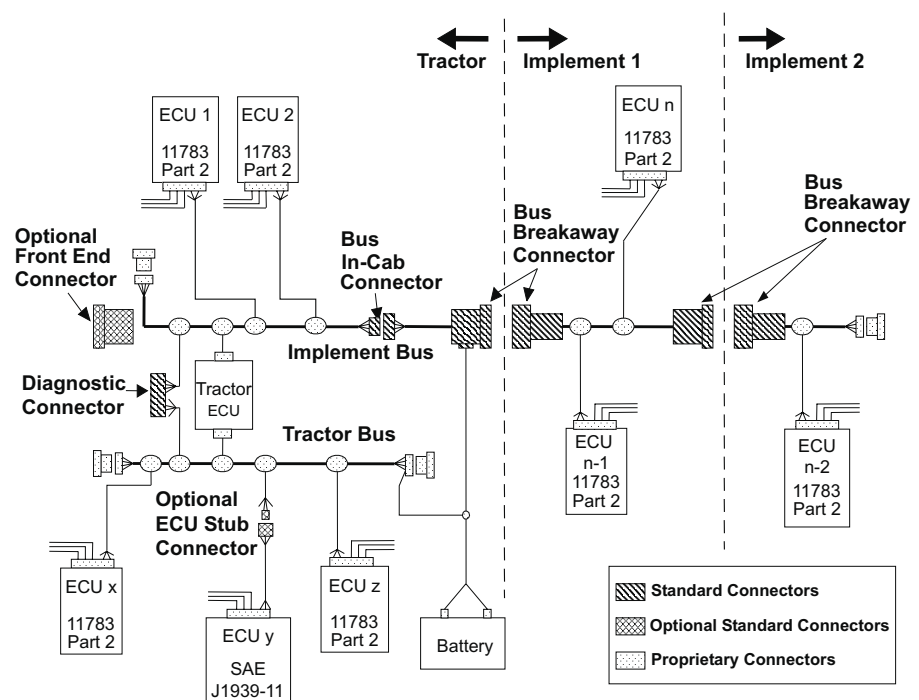 Tractor
Implement 1
Implement 2
ECU 1
11783
Part 2
ECU 2
11783
Part 2
ECU n
11783
Part 2
Bus
Breakaway
Connector
Bus
Breakaway
Connector
Optional
Front End
Connector
Bus
In-Cab
Connector
Implement Bus
Diagnostic
Connector
Tractor
ECU
Tractor Bus
Optional
ECU Stub
Connector
ECU
n-1
11783
Part 2
ECU
n-2
11783
Part 2
ECU x
11783
Part 2
ECU y
SAE
J1939-11
ECU z
11783
Part 2
Battery
Standard Connectors
Optional Standard Connectors
Proprietary Connectors